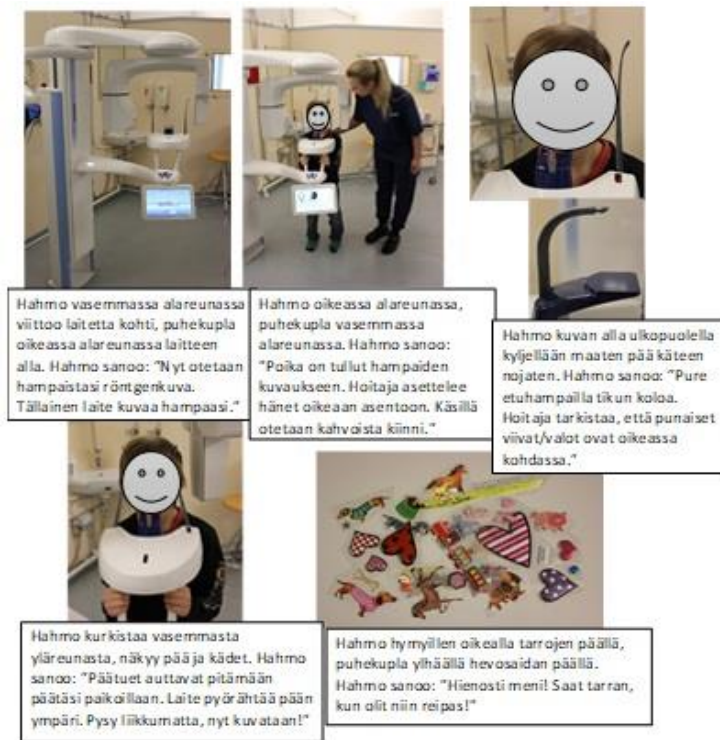 Hahmo vasemmassa alareunassa
viittoo laitetta kohti, puhekupla
oikeassa alareunassa laitteen
alla. Hahmo sanoo: "Nyt otetaan
hampaistasi röntgenkuva.
Tällainen laite kuvaa hampaasi."
Hahmo oikeassa alareunassa,
puhekupla vasemmassa
alareunassa. Hahmo sanoo:
"Poika on tullut hampaiden
kuvaukseen. Hoitaja asettelee
hänet oikeaan asentoon. Käsillä
otetaan kahvoista kiinni."
Hahmo kuvan alla ulkopuolella
kyljellään maaten pää käteen
nojaten. Hahmo sanoo: "Pure
etuhampailla tikun koloa.
Hoitaja tarkistaa, että punaiset
viivat/valot ovat oikeassa
kohdassa."
Hahmo kurkistaa vasemmasta
yläreunasta, näkyy pää ja kädet. Hahmo
sanoo: "Päätuet auttavat pitämään
päätäsi paikoillaan. Laite pyörähtää pään
ympäri. Pysy liikkumatta, nyt kuvataan!"
Hahmo hymyillen oikealla tarrojen päällä,
puhekupla ylhäällä hevosaidan päällä.
Hahmo sanoo: "Hienosti meni! Saat tarran,
kun olit niin reipas!"